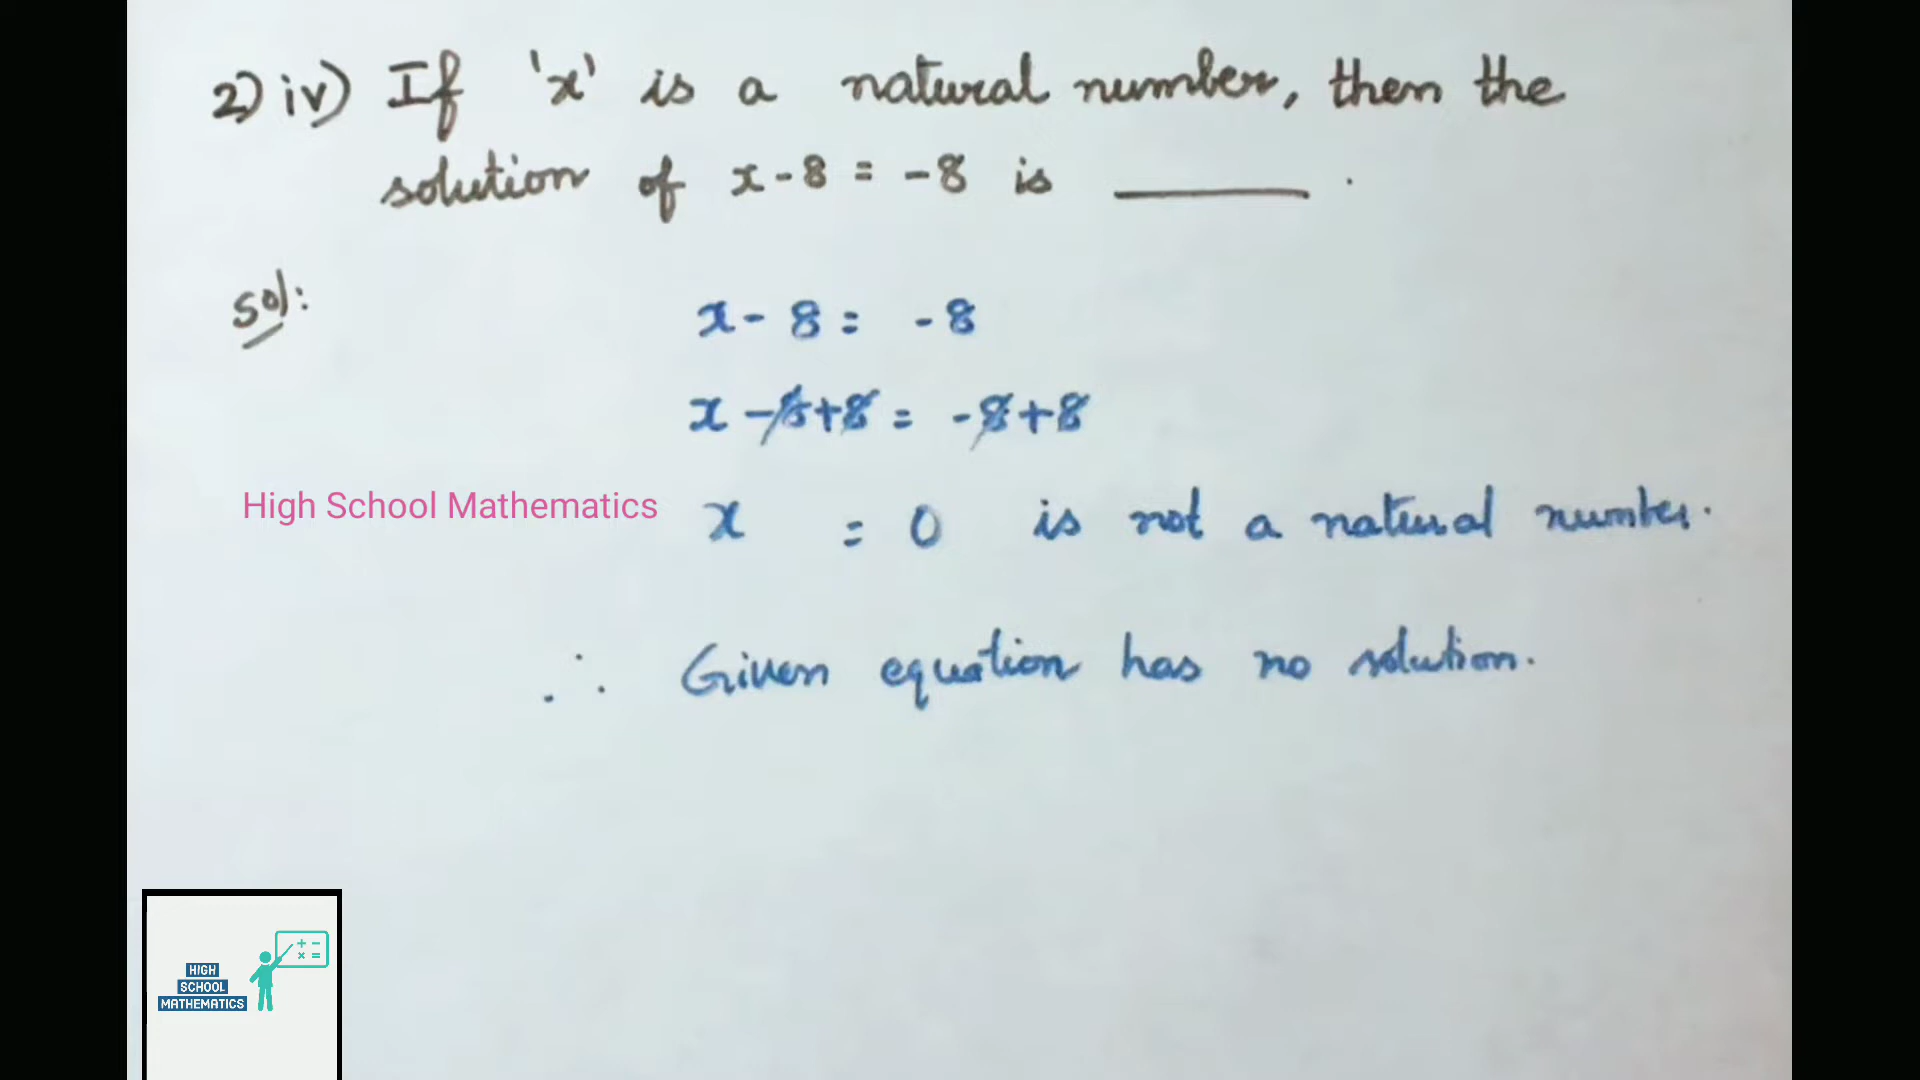 2) iv) If 'x' is a natural number, then the
solution of x - 8 = -8 is ______ .
Sol:
x - 8 = -8
x - 8 + 8 = -8 + 8
High School Mathematics
x = 0 is not a natural number.
∴ Given equation has no solution.
+ -
× =
HIGH
SCHOOL
MATHEMATICS